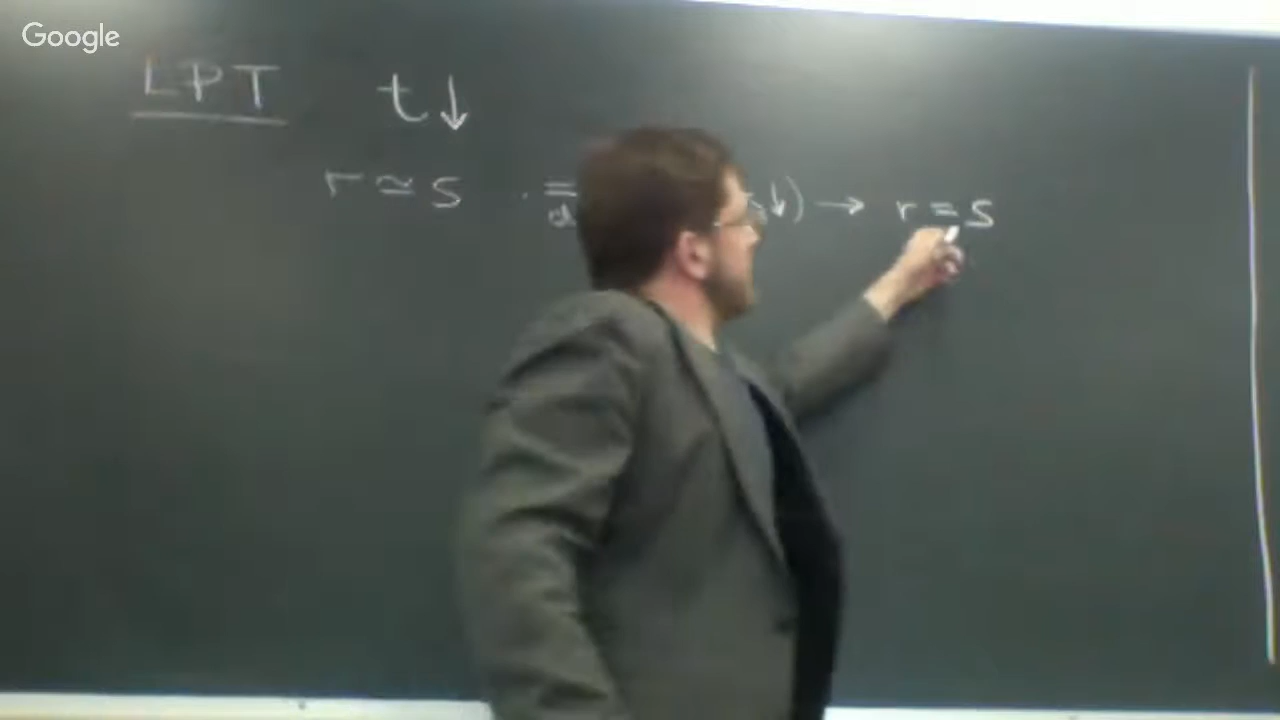 Google
LPT t↓
r ≃ s . = ↓) → r = s
d